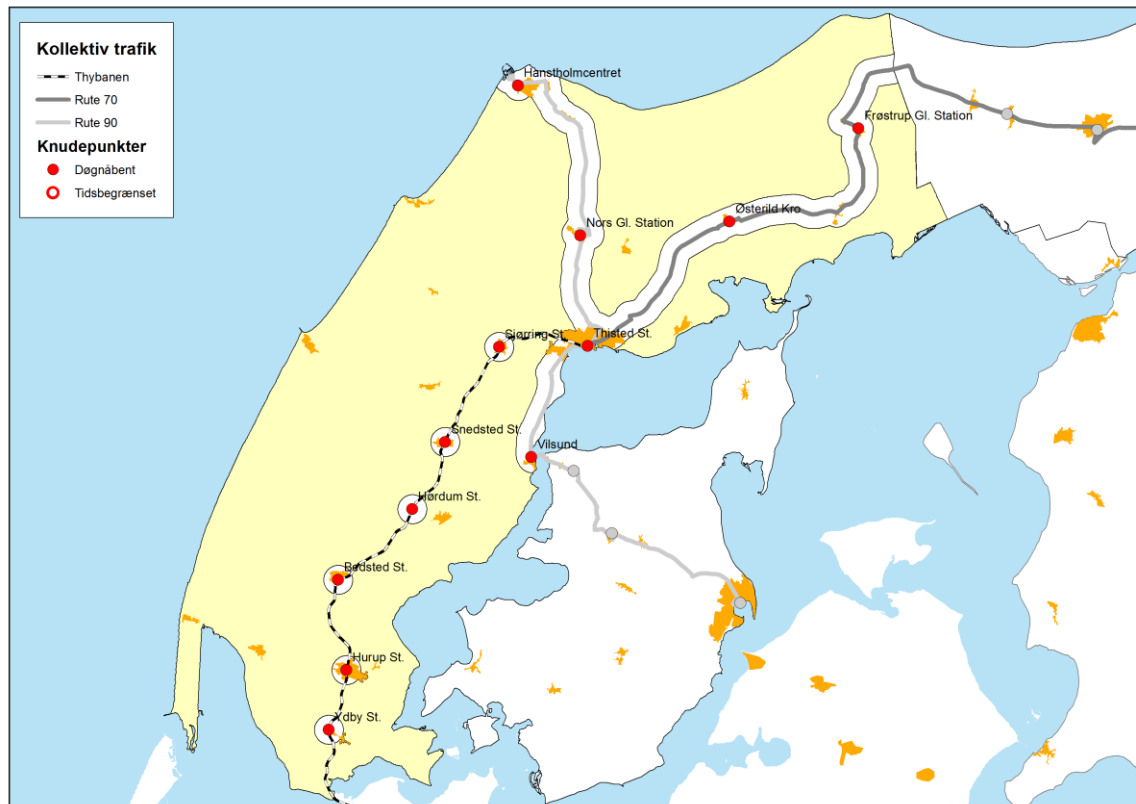 Kollektiv trafik
Thybanen
Rute 70
Rute 90
Knudepunkter
Døgnåbent
Tidsbegrænset
Hanstholmcentret
Frøstrup Gl. Station
Østerild Kro
Nors Gl. Station
Sjørring St.
Thisted St.
Snedsted St.
Vilsund
Hørdum St.
Bedsted St.
Hurup St.
Ydby St.